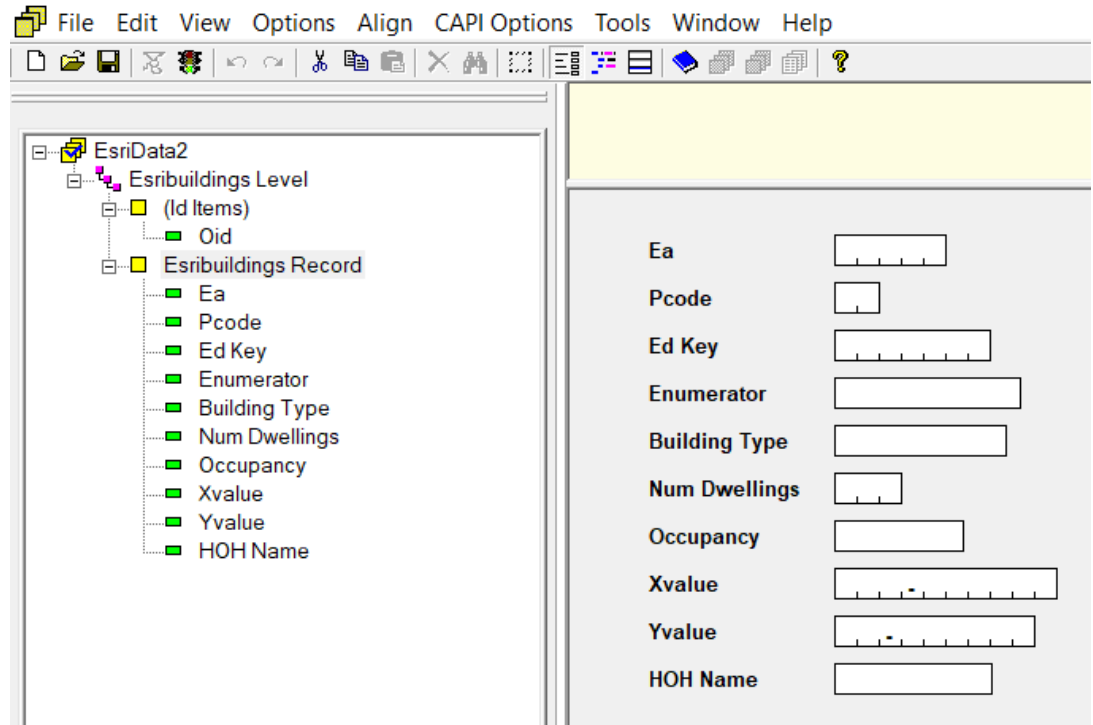 File Edit View Options Align CAPI Options Tools Window Help
EsriData2
Esribuildings Level
(Id Items)
Oid
Esribuildings Record
Ea
Pcode
Ed Key
Enumerator
Building Type
Num Dwellings
Occupancy
Xvalue
Yvalue
HOH Name
Ea
Pcode
Ed Key
Enumerator
Building Type
Num Dwellings
Occupancy
Xvalue
Yvalue
HOH Name